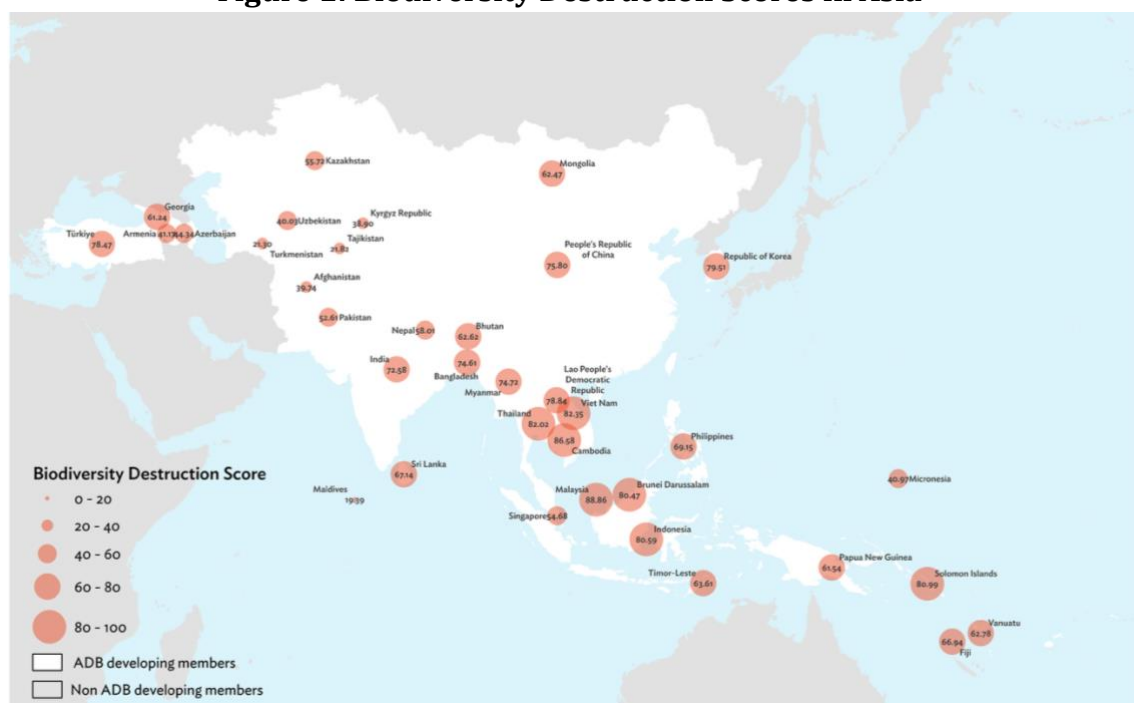 Figure 2: Biodiversity Destruction Scores in Asia
55.72 Kazakhstan
Mongolia
62.47
Georgia
61.24
40.03 Uzbekistan
Kyrgyz Republic
38.90
Türkiye
78.47
Armenia 41.17
44.34 Azerbaijan
21.30
Turkmenistan
Tajikistan
21.82
People's Republic
of China
75.80
Republic of Korea
79.51
Afghanistan
39.74
52.61 Pakistan
Nepal 58.01
Bhutan
62.62
India
72.58
74.61
Bangladesh
74.72
Myanmar
Lao People's
Democratic
Republic
78.84
Viet Nam
82.35
Thailand
82.02
86.58
Cambodia
Philippines
69.15
Sri Lanka
67.14
Maldives
19.39
40.97 Micronesia
Malaysia
88.86
Brunei Darussalam
80.47
Singapore 54.68
Indonesia
80.59
Timor-Leste
63.61
Papua New Guinea
61.54
Solomon Islands
80.99
Vanuatu
62.78
66.94
Fiji
Biodiversity Destruction Score
0 - 20
20 - 40
40 - 60
60 - 80
80 - 100
ADB developing members
Non ADB developing members